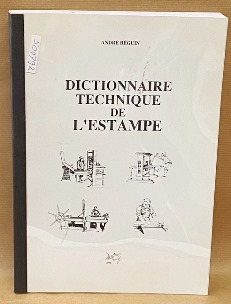 ANDRÉ BÉGUIN
DICTIONNAIRE
TECHNIQUE
DE
L'ESTAMPE